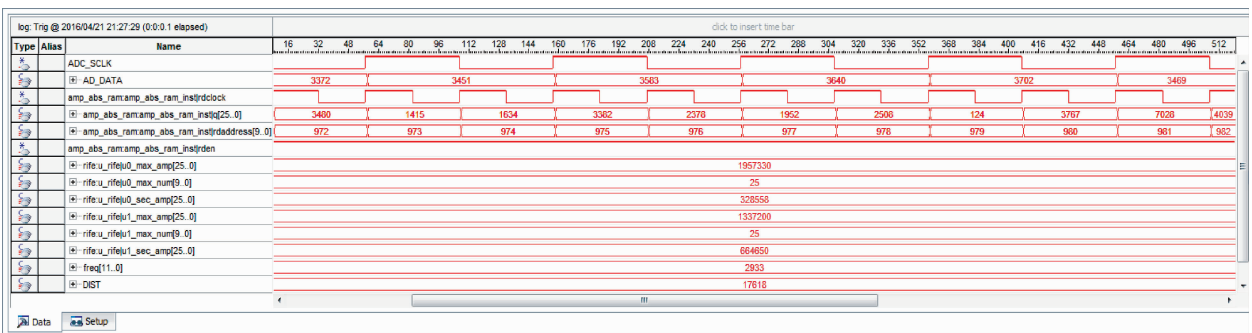 log: Trig @ 2016/04/21 21:27:29 (0:0:0.1 elapsed) click to insert time bar
Type Alias Name 16 32 48 64 80 96 112 128 144 160 176 192 208 224 240 256 272 288 304 320 336 352 368 384 400 416 432 448 464 480 496 512
ADC_SCLK
AD_DATA 3372 3451 3583 3640 3702 3469
amp_abs_ram:amp_abs_ram_inst|rdclock
amp_abs_ram:amp_abs_ram_inst|q[25..0] 3480 1415 1634 3382 2378 1952 2506 124 3767 7028 4039
amp_abs_ram:amp_abs_ram_inst|rdaddress[9..0] 972 973 974 975 976 977 978 979 980 981 982
amp_abs_ram:amp_abs_ram_inst|rden
rife:u_rife|u0_max_amp[25..0] 1957330
rife:u_rife|u0_max_num[9..0] 25
rife:u_rife|u0_sec_amp[25..0] 328558
rife:u_rife|u1_max_amp[25..0] 1337200
rife:u_rife|u1_max_num[9..0] 25
rife:u_rife|u1_sec_amp[25..0] 664650
freq[11..0] 2933
DIST 17618
Data Setup